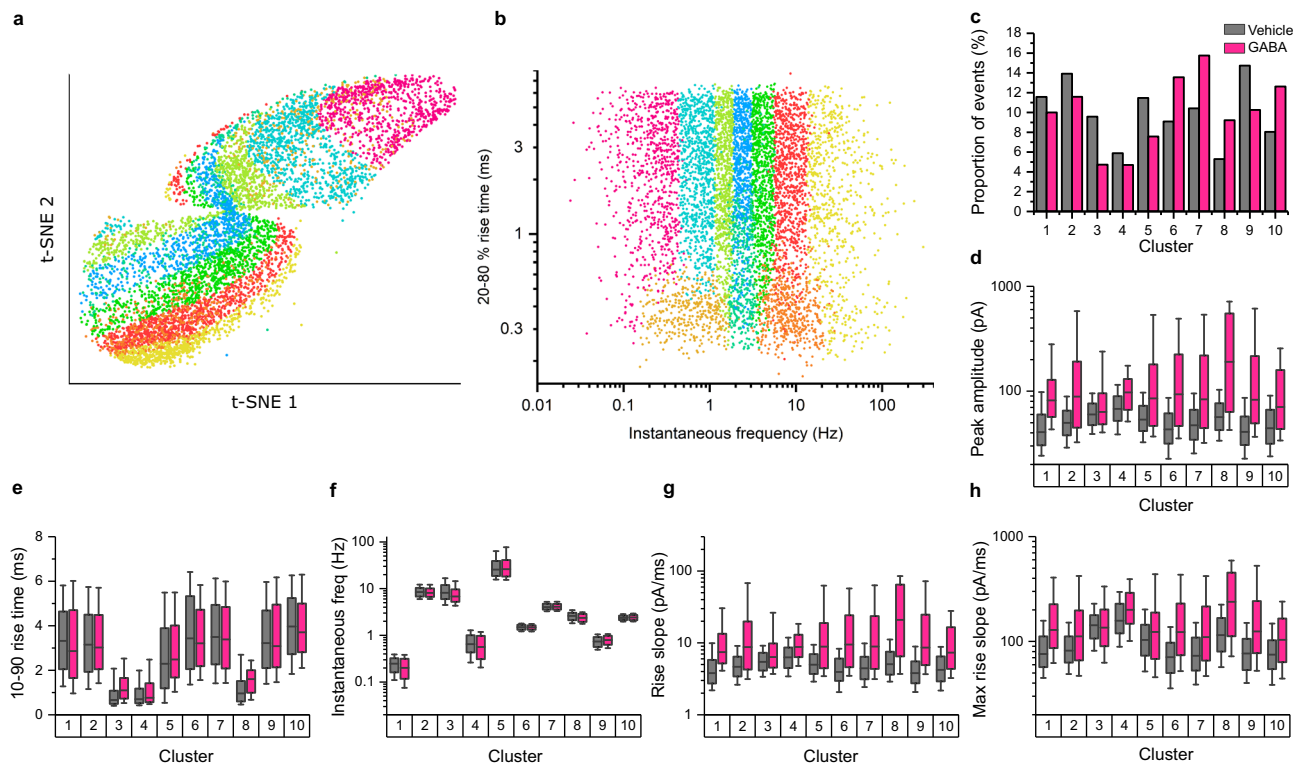 a
t-SNE 2
t-SNE 1
b
20-80 % rise time (ms)
3
1
0.3
0.01 0.1 1 10 100
Instantaneous frequency (Hz)
c
Vehicle
GABA
Proportion of events (%)
18
16
14
12
10
8
6
4
2
0
1 2 3 4 5 6 7 8 9 10
Cluster
d
Peak amplitude (pA)
1000
100
1 2 3 4 5 6 7 8 9 10
Cluster
e
10-90 rise time (ms)
8
6
4
2
0
1 2 3 4 5 6 7 8 9 10
Cluster
f
Instantaneous freq (Hz)
100
10
1
0.1
1 2 3 4 5 6 7 8 9 10
Cluster
g
Rise slope (pA/ms)
100
10
1
1 2 3 4 5 6 7 8 9 10
Cluster
h
Max rise slope (pA/ms)
1000
100
1 2 3 4 5 6 7 8 9 10
Cluster